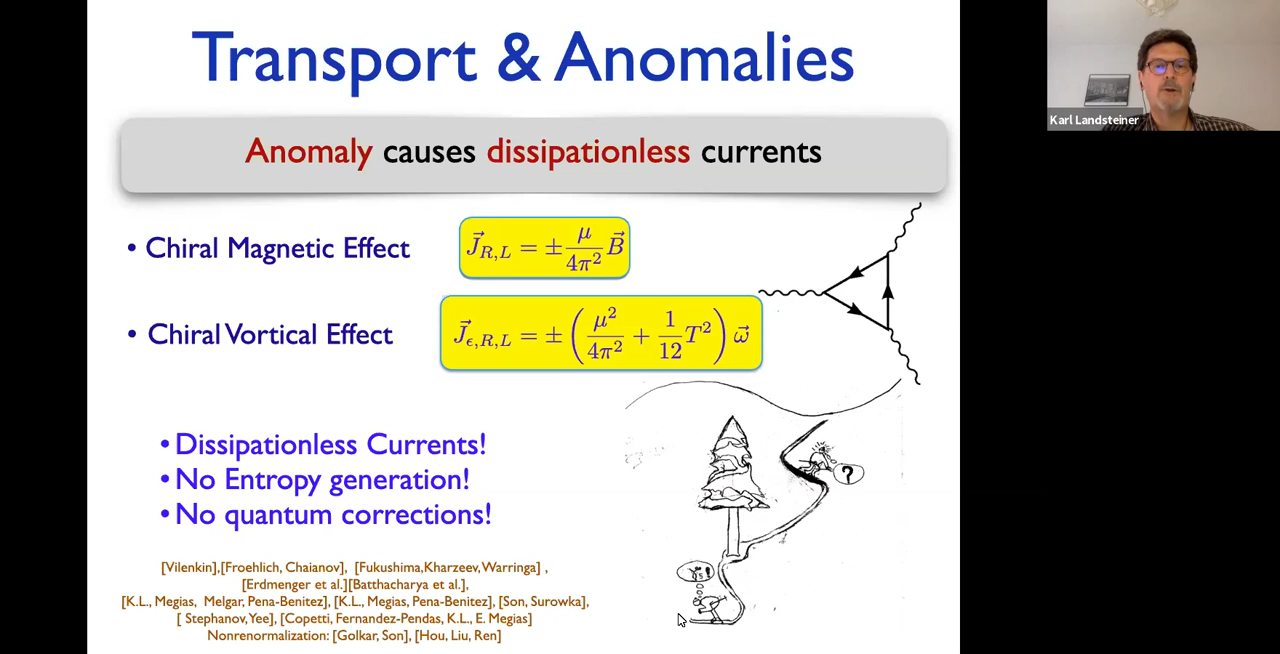 Transport & Anomalies
Karl Landsteiner
Anomaly causes dissipationless currents
• Chiral Magnetic Effect
$\vec{J}_{R,L} = \pm \frac{\mu}{4\pi^2} \vec{B}$
• Chiral Vortical Effect
$\vec{J}_{\epsilon,R,L} = \pm \left( \frac{\mu^2}{4\pi^2} + \frac{1}{12} T^2 \right) \vec{\omega}$
• Dissipationless Currents!
• No Entropy generation!
• No quantum corrections!
?
[Vilenkin],[Froehlich, Chaianov], [Fukushima,Kharzeev, Warringa] ,
[Erdmenger et al.][Batthacharya et al.],
[K.L., Megias, Melgar, Pena-Benitez], [K.L., Megias, Pena-Benitez], [Son, Surowka],
[ Stephanov, Yee], [Copetti, Fernandez-Pendas, K.L., E. Megias]
Nonrenormalization: [Golkar, Son], [Hou, Liu, Ren]